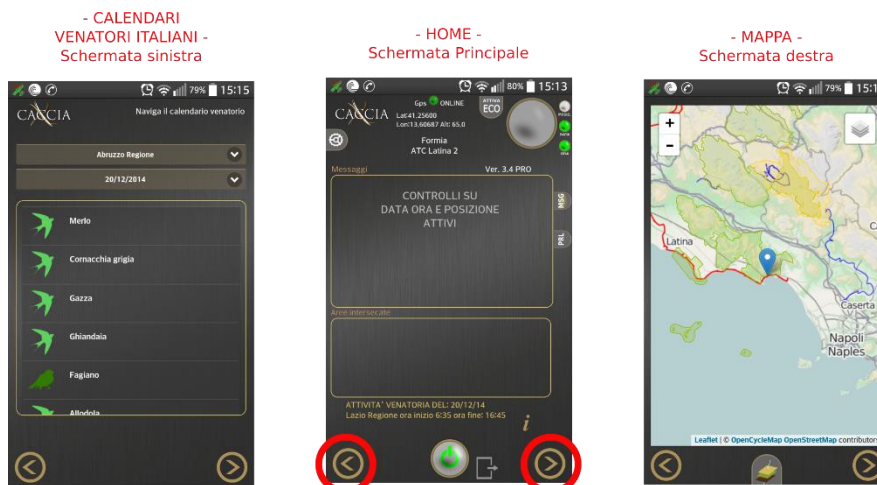 - CALENDARI
VENATORI ITALIANI -
Schermata sinistra
79% 15:15
CACCIA
Naviga il calendario venatorio
Abruzzo Regione
20/12/2014
Merlo
Cornacchia grigia
Gazza
Ghiandaia
Fagiano
Allodola
- HOME -
Schermata Principale
80% 15:13
CACCIA
Gps ONLINE
Lat:41.25600
Lon:13.60687 Alt: 65.0
ATTIVA
ECO
Formia
ATC Latina 2
Messaggi
Ver. 3.4 PRO
CONTROLLI SU
DATA ORA E POSIZIONE
ATTIVI
MSG
PRL
Aree intersecate
ATTIVITA' VENATORIA DEL: 20/12/14
Lazio Regione ora inizio 6:35 ora fine: 16:45
i
- MAPPA -
Schermata destra
79% 15:1
+
-
Latina
Caserta
Napoli
Naples
Leaflet | © OpenCycleMap OpenStreetMap contributors